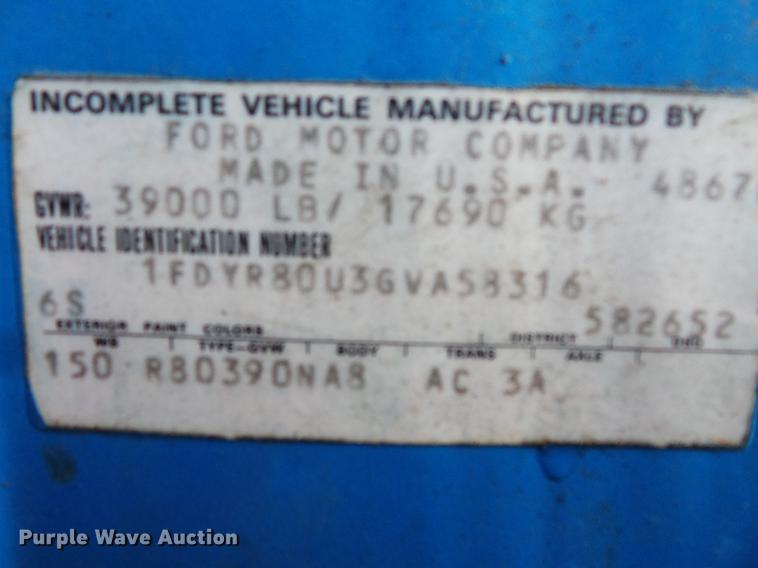 INCOMPLETE VEHICLE MANUFACTURED BY
FORD MOTOR COMPANY
MADE IN U.S.A. 4867
GVWR: 39000 LB/ 17690 KG
VEHICLE IDENTIFICATION NUMBER
1FDYR80U3GVA58316
6S 582652
EXTERIOR PAINT COLORS DISTRICT DSO
WB TYPE-GVW BODY TRANS AXLE
150 R80390NA8 AC 3A
Purple Wave Auction